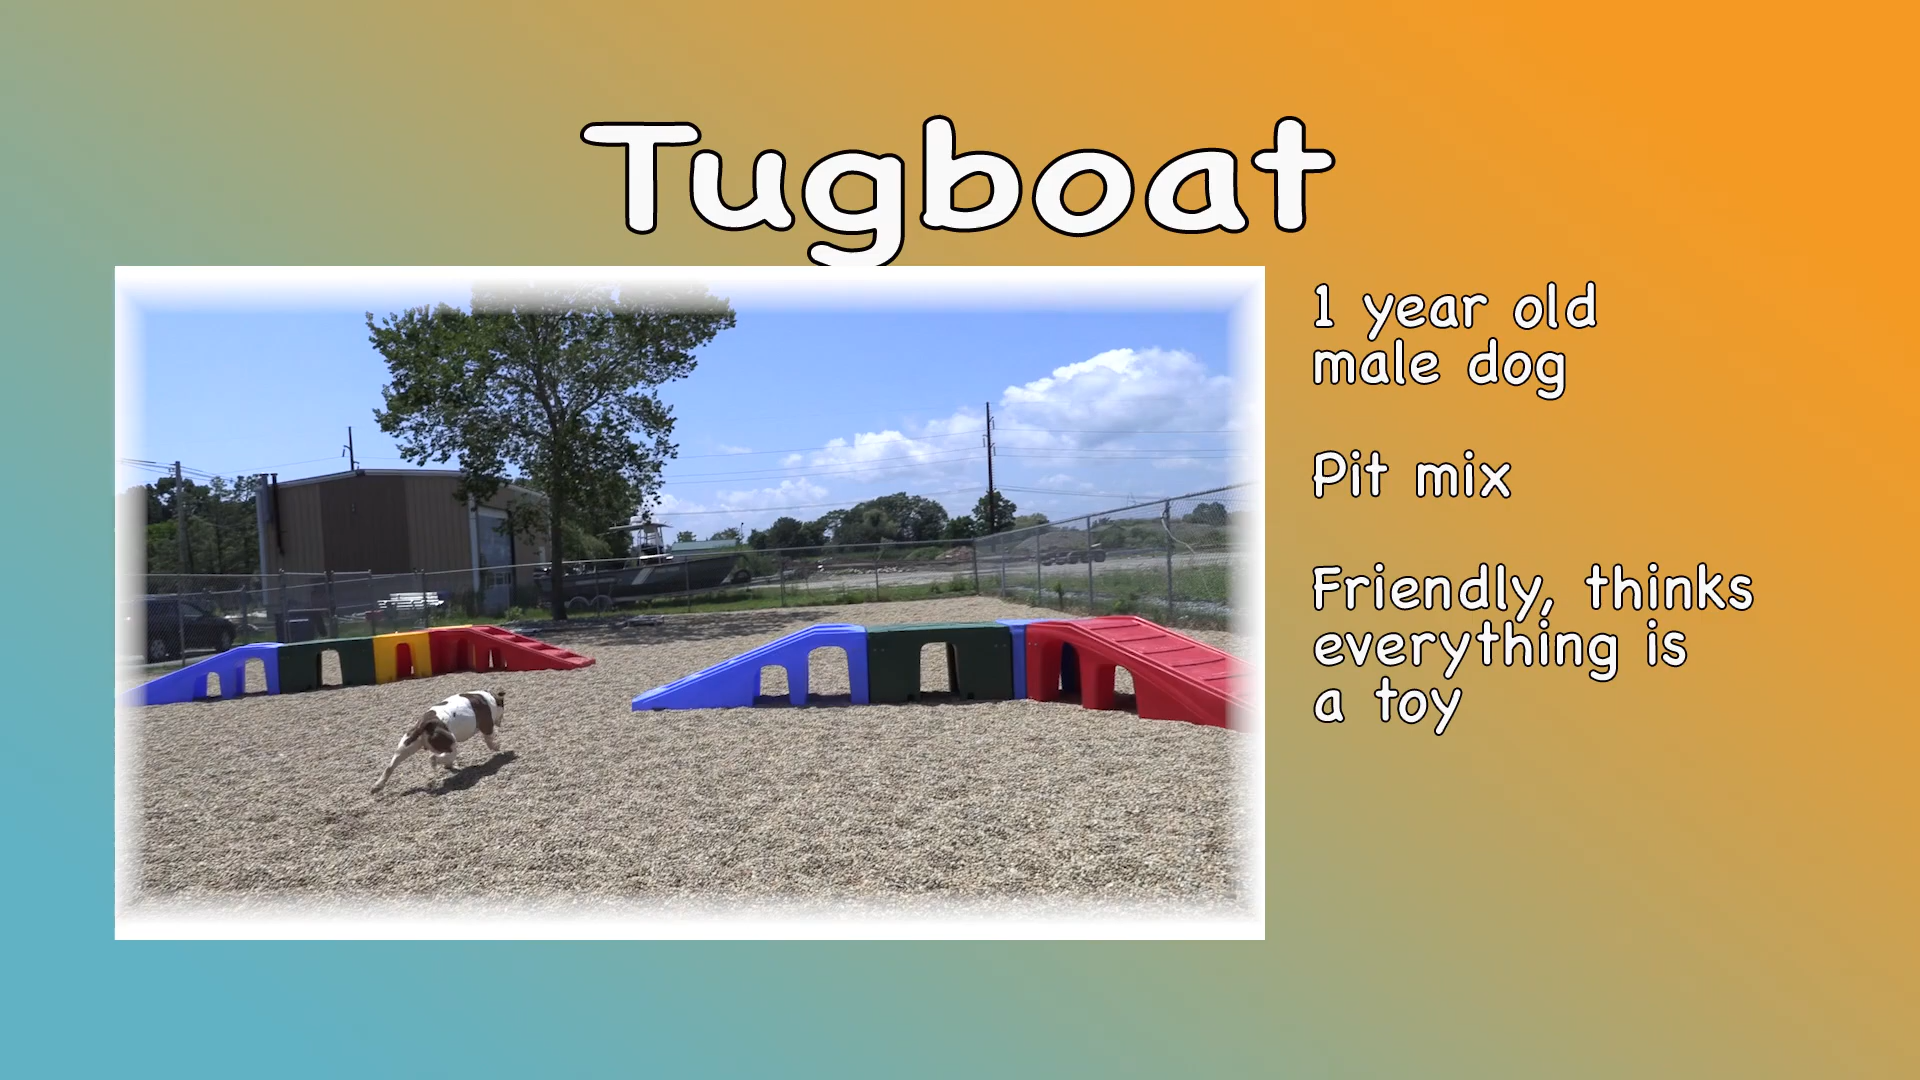 Tugboat
1 year old
male dog
Pit mix
Friendly, thinks
everything is
a toy